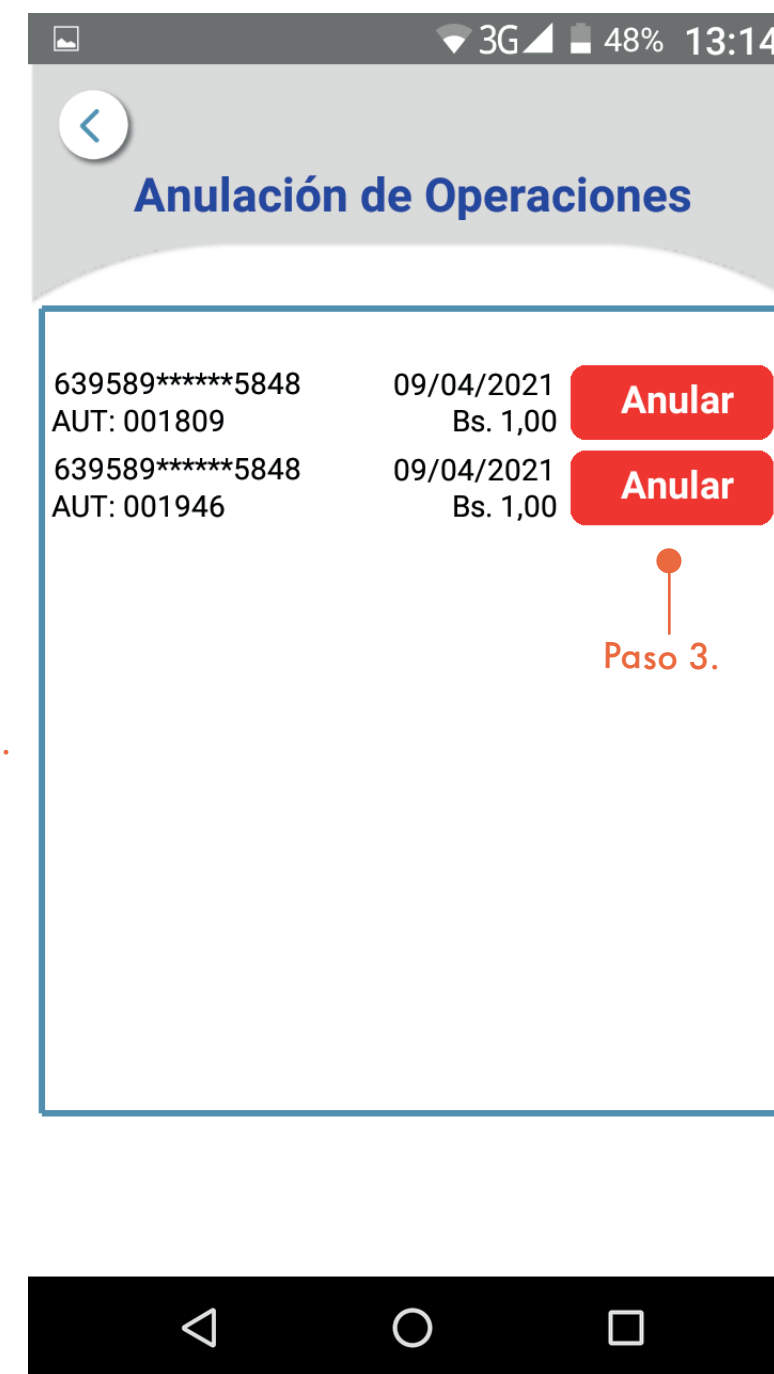 3G 48% 13:14
Anulación de Operaciones
639589******5848 09/04/2021 Anular
AUT: 001809 Bs. 1,00
639589******5848 09/04/2021 Anular
AUT: 001946 Bs. 1,00
Paso 3.
.